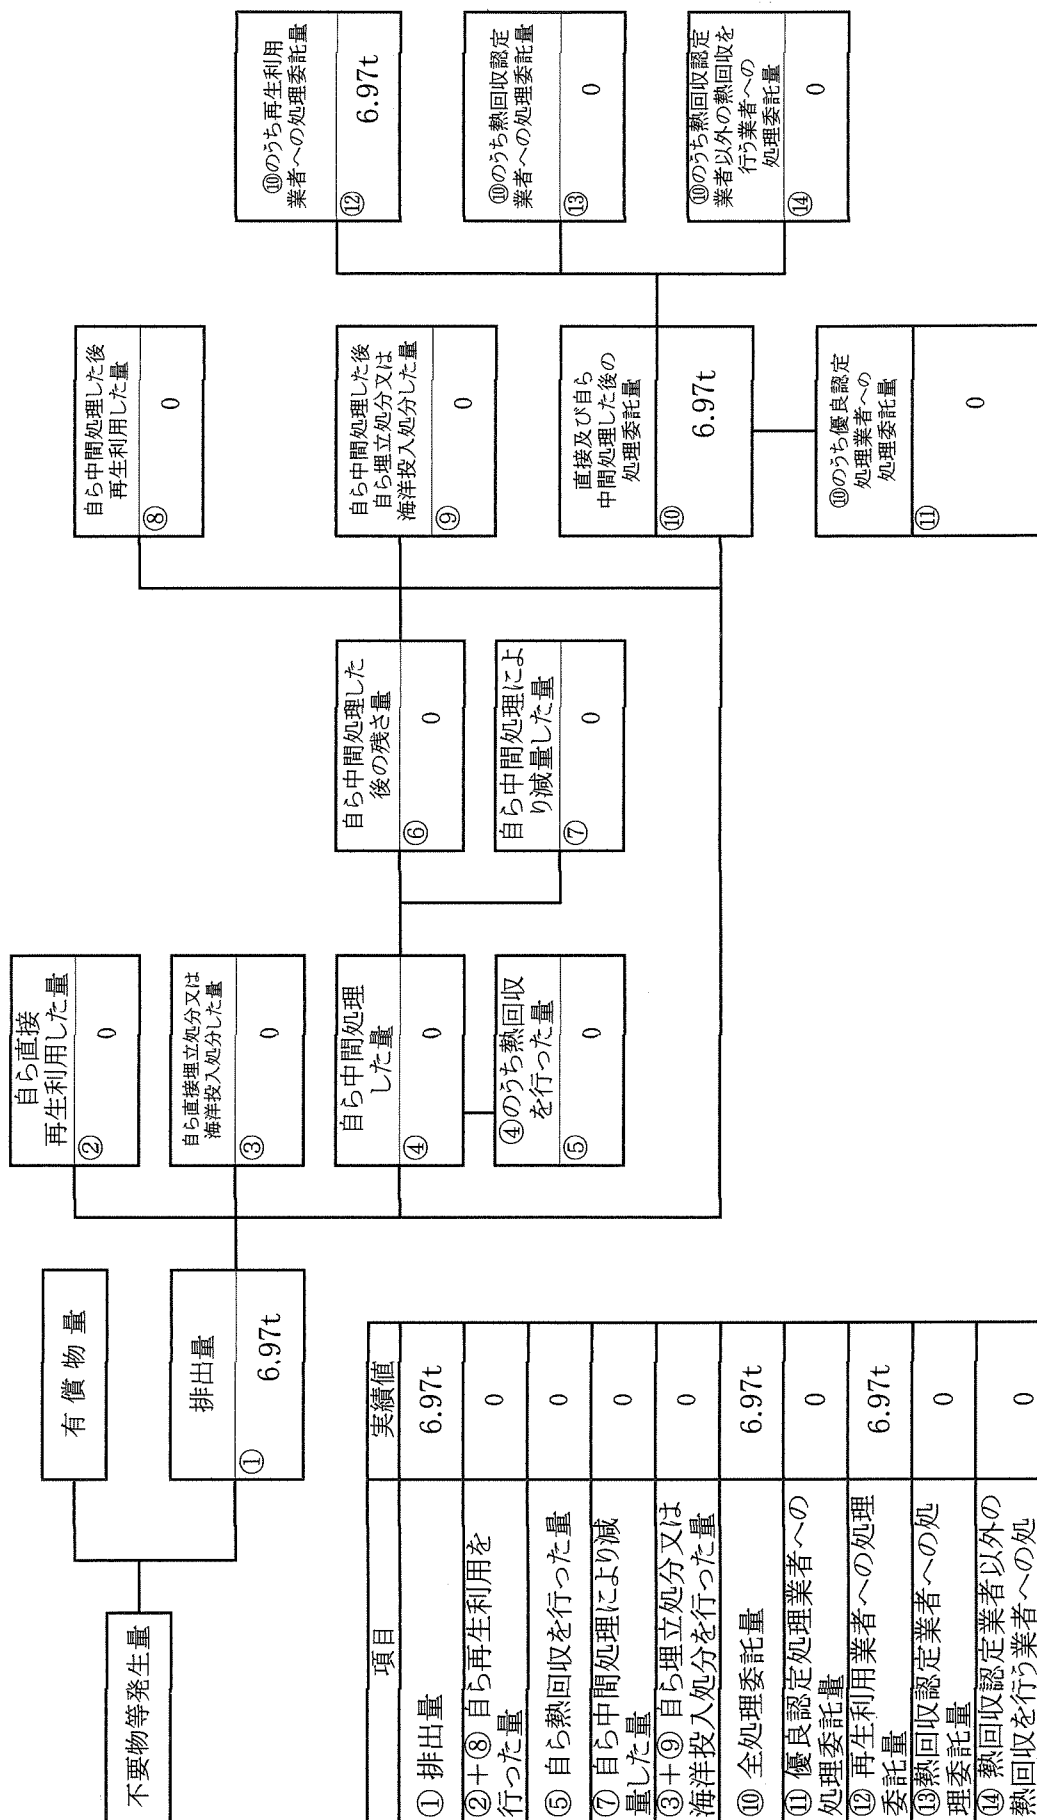 不要物等発生量
有 償 物 量
排出量
①
6.97t
自ら直接
再生利用した量
②
0
自ら直接埋立処分又は
海洋投入処分した量
③
0
自ら中間処理
した量
④
0
④のうち熱回収
を行った量
⑤
0
自ら中間処理した
後の残さ量
⑥
0
自ら中間処理によ
り減量した量
⑦
0
自ら中間処理した後
再生利用した量
⑧
0
自ら中間処理した後
自ら埋立処分又は
海洋投入処分した量
⑨
0
直接及び自ら
中間処理した後の
処理委託量
⑩
6.97t
⑩のうち優良認定
処理業者への
処理委託量
⑪
0
⑩のうち再生利用
業者への処理委託量
⑫
6.97t
⑩のうち熱回収認定
業者への処理委託量
⑬
0
⑩のうち熱回収認定
業者以外の熱回収を
行う業者への
処理委託量
⑭
0
項目
実績値
① 排出量
6.97t
②+⑧ 自ら再生利用を
行った量
0
⑤ 自ら熱回収を行った量
0
⑦ 自ら中間処理により減
量した量
0
③+⑨ 自ら埋立処分又は
海洋投入処分を行った量
0
⑩ 全処理委託量
6.97t
⑪ 優良認定処理業者への
処理委託量
0
⑫ 再生利用業者への処理
委託量
6.97t
⑬熱回収認定業者への処
理委託量
0
⑭ 熱回収認定業者以外の
熱回収を行う業者への処
0